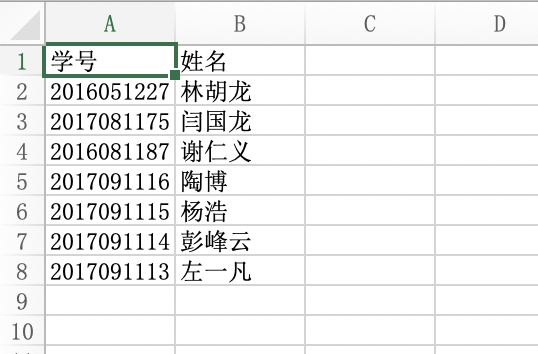 A B C D
1 学号 姓名
2 2016051227 林胡龙
3 2017081175 闫国龙
4 2016081187 谢仁义
5 2017091116 陶博
6 2017091115 杨浩
7 2017091114 彭峰云
8 2017091113 左一凡
9
10